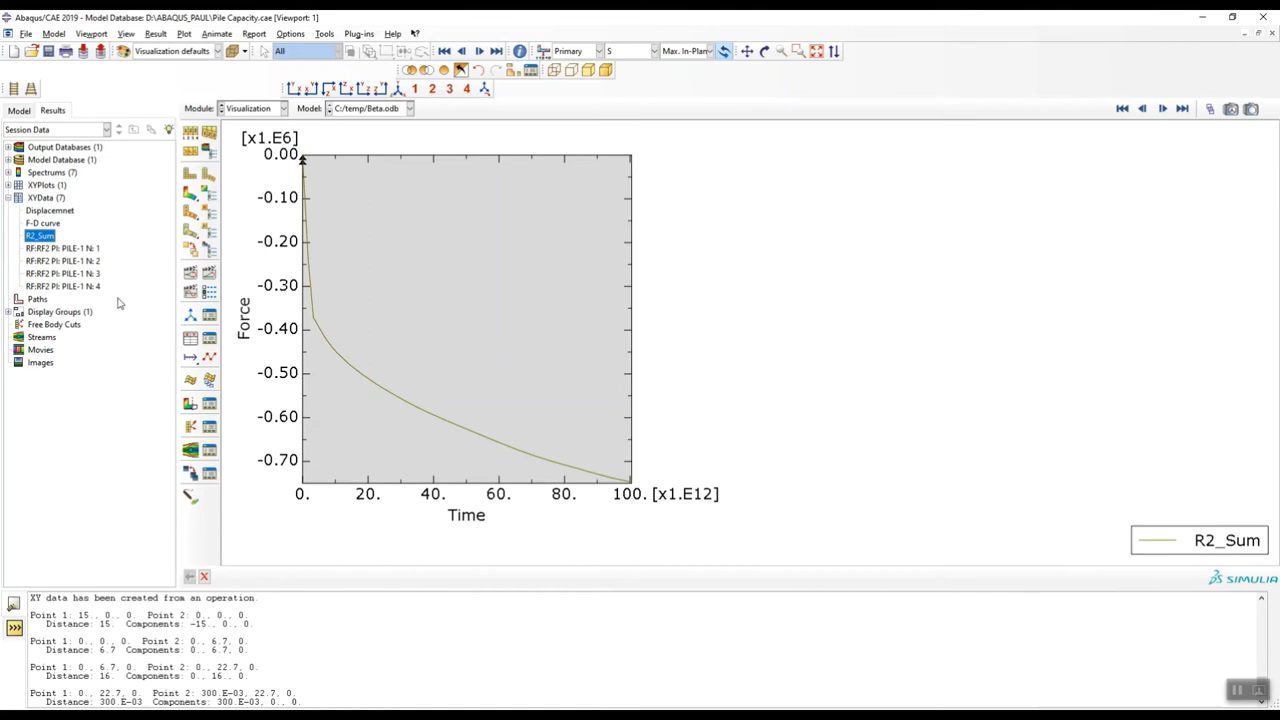 Abaqus/CAE 2019 - Model Database: D:\ABAQUS_PAUL\Pile Capacity.cae [Viewport: 1]
File Model Viewport View Result Plot Animate Report Options Tools Plug-ins Help
Visualization defaults All Primary S Max. In-Plan
1 2 3 4
Model Results Module: Visualization Model: C:/temp/Beta.odb
Session Data
Output Databases (1)
Model Database (1)
Spectrums (7)
XYPlots (1)
XYData (7)
Displacemnet
F-D curve
R2_Sum
RF:RF2 PI: PILE-1 N: 1
RF:RF2 PI: PILE-1 N: 2
RF:RF2 PI: PILE-1 N: 3
RF:RF2 PI: PILE-1 N: 4
Paths
Display Groups (1)
Free Body Cuts
Streams
Movies
Images
[x1.E6]
0.00
-0.10
-0.20
-0.30
-0.40
-0.50
-0.60
-0.70
Force
0. 20. 40. 60. 80. 100. [x1.E12]
Time
R2_Sum
SIMULIA
XY data has been created from an operation.
Point 1: 15., 0., 0. Point 2: 0., 0., 0.
Distance: 15. Components: -15., 0., 0.
Point 1: 0., 0., 0. Point 2: 0., 6.7, 0.
Distance: 6.7 Components: 0., 6.7, 0.
Point 1: 0., 6.7, 0. Point 2: 0., 22.7, 0.
Distance: 16. Components: 0., 16., 0.
Point 1: 0., 22.7, 0. Point 2: 300.E-03, 22.7, 0.
Distance: 300.E-03 Components: 300.E-03, 0., 0.